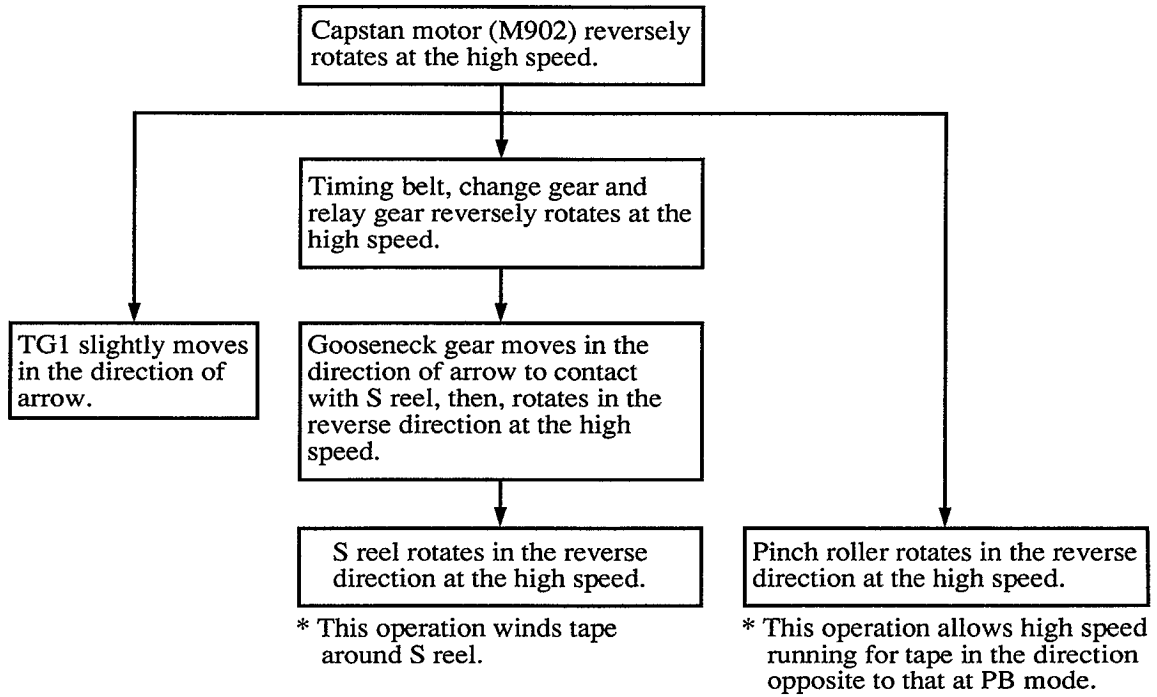 Capstan motor (M902) reversely
rotates at the high speed.
Timing belt, change gear and
relay gear reversely rotates at the
high speed.
TG1 slightly moves
in the direction of
arrow.
Gooseneck gear moves in the
direction of arrow to contact
with S reel, then, rotates in the
reverse direction at the high
speed.
S reel rotates in the reverse
direction at the high speed.
* This operation winds tape
around S reel.
Pinch roller rotates in the reverse
direction at the high speed.
* This operation allows high speed
running for tape in the direction
opposite to that at PB mode.